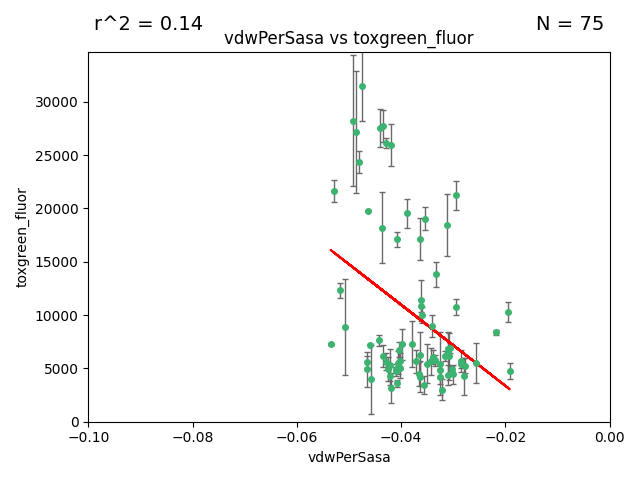 r^2 = 0.14
N = 75
vdwPerSasa vs toxgreen_fluor
30000
25000
20000
15000
10000
5000
0
toxgreen_fluor
−0.10
−0.08
−0.06
−0.04
−0.02
0.00
vdwPerSasa